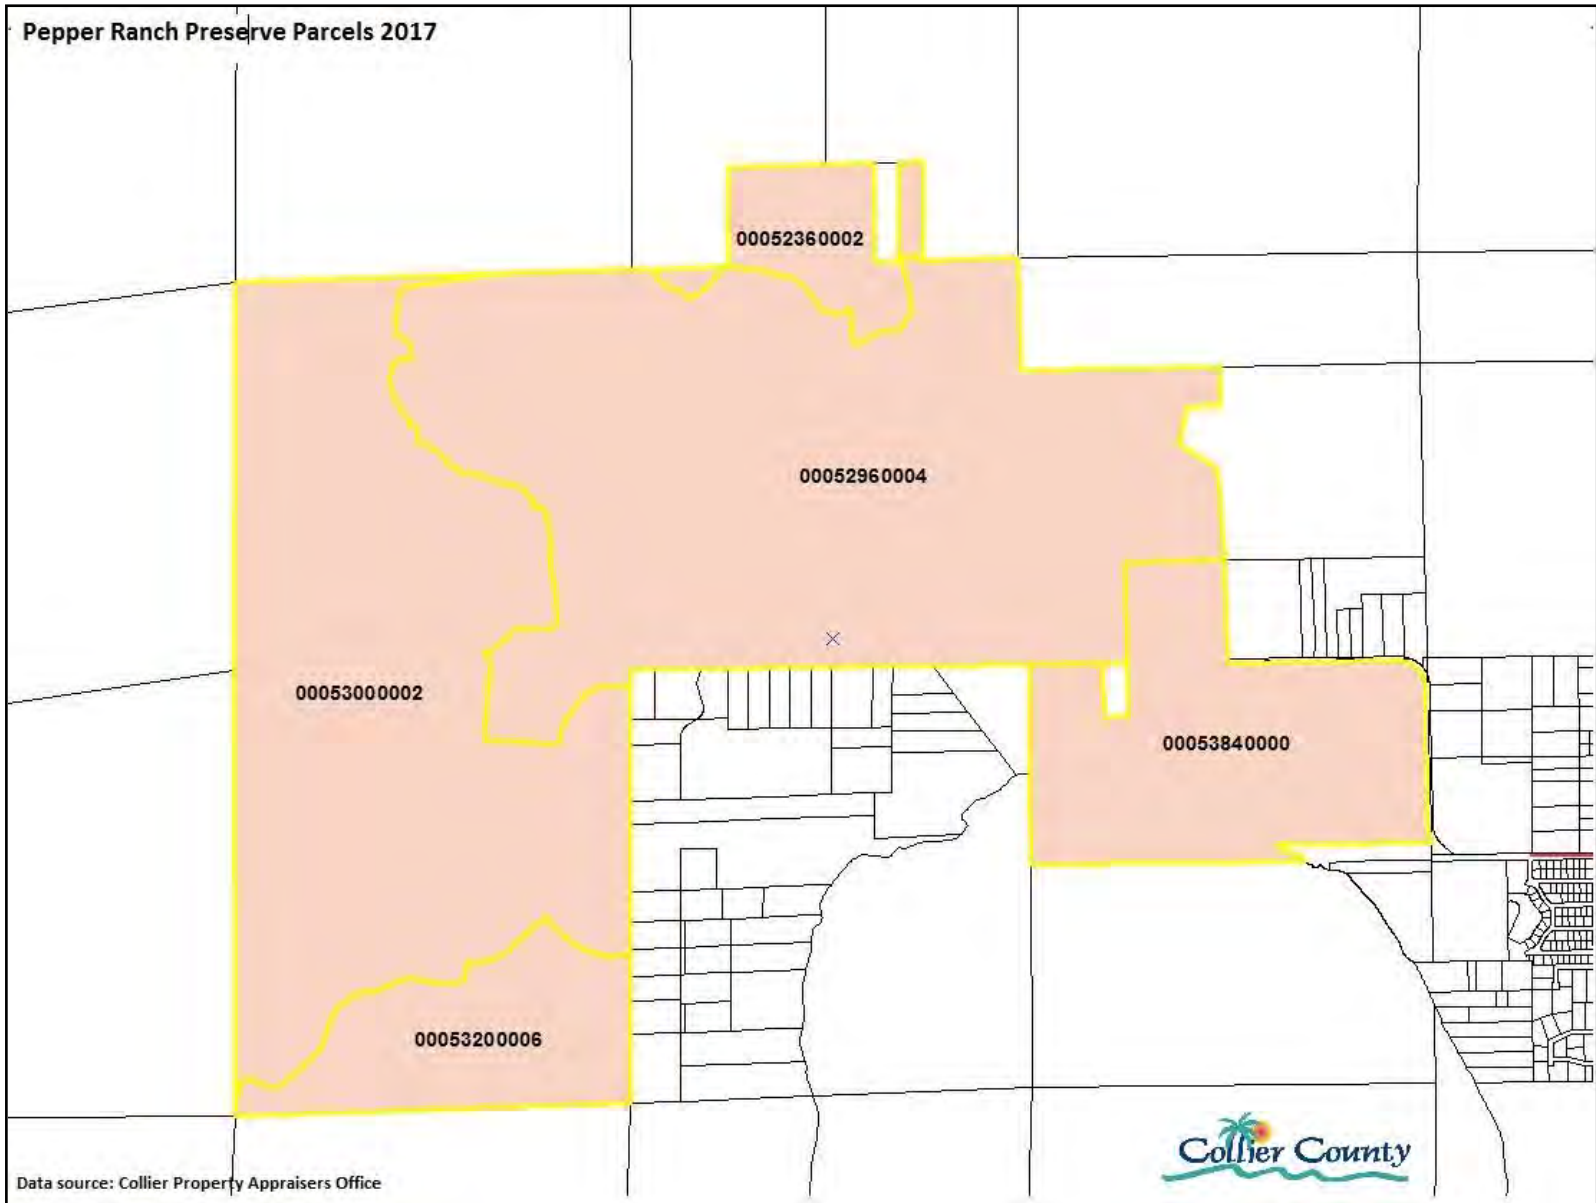 Pepper Ranch Preserve Parcels 2017
00052360002
00052960004
00053000002
00053840000
00053200006
Collier County
Data source: Collier Property Appraisers Office